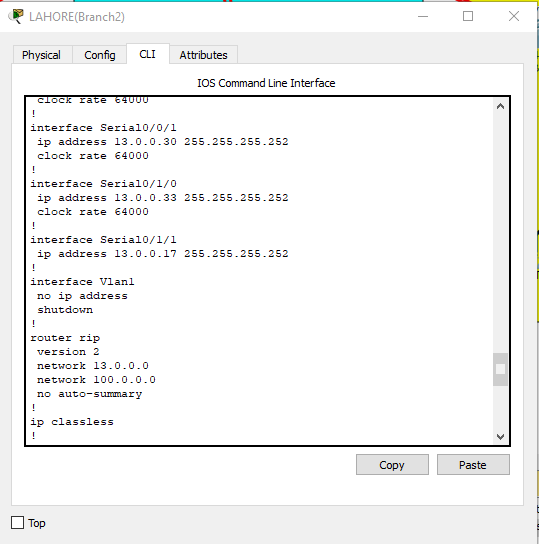 LAHORE(Branch2)
Physical Config CLI Attributes
IOS Command Line Interface
clock rate 64000
!
interface Serial0/0/1
ip address 13.0.0.30 255.255.255.252
clock rate 64000
!
interface Serial0/1/0
ip address 13.0.0.33 255.255.255.252
clock rate 64000
!
interface Serial0/1/1
ip address 13.0.0.17 255.255.255.252
!
interface Vlan1
no ip address
shutdown
!
router rip
version 2
network 13.0.0.0
network 100.0.0.0
no auto-summary
!
ip classless
!
Copy Paste
Top